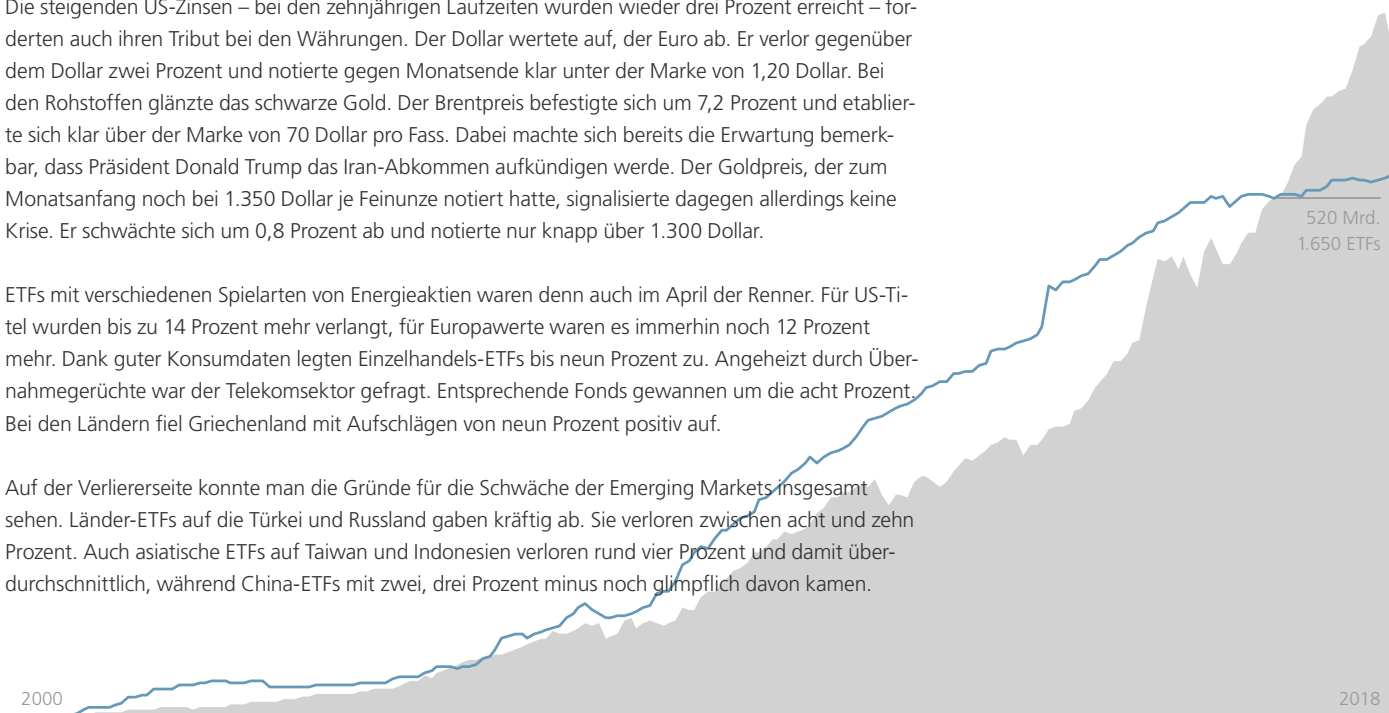 Die steigenden US-Zinsen – bei den zehnjährigen Laufzeiten wurden wieder drei Prozent erreicht – for-
derten auch ihren Tribut bei den Währungen. Der Dollar wertete auf, der Euro ab. Er verlor gegenüber
dem Dollar zwei Prozent und notierte gegen Monatsende klar unter der Marke von 1,20 Dollar. Bei
den Rohstoffen glänzte das schwarze Gold. Der Brentpreis befestigte sich um 7,2 Prozent und etablier-
te sich klar über der Marke von 70 Dollar pro Fass. Dabei machte sich bereits die Erwartung bemerk-
bar, dass Präsident Donald Trump das Iran-Abkommen aufkündigen werde. Der Goldpreis, der zum
Monatsanfang noch bei 1.350 Dollar je Feinunze notiert hatte, signalisierte dagegen allerdings keine
Krise. Er schwächte sich um 0,8 Prozent ab und notierte nur knapp über 1.300 Dollar.
ETFs mit verschiedenen Spielarten von Energieaktien waren denn auch im April der Renner. Für US-Ti-
tel wurden bis zu 14 Prozent mehr verlangt, für Europawerte waren es immerhin noch 12 Prozent
mehr. Dank guter Konsumdaten legten Einzelhandels-ETFs bis neun Prozent zu. Angeheizt durch Über-
nahmegerüchte war der Telekomsektor gefragt. Entsprechende Fonds gewannen um die acht Prozent.
Bei den Ländern fiel Griechenland mit Aufschlägen von neun Prozent positiv auf.
Auf der Verliererseite konnte man die Gründe für die Schwäche der Emerging Markets insgesamt
sehen. Länder-ETFs auf die Türkei und Russland gaben kräftig ab. Sie verloren zwischen acht und zehn
Prozent. Auch asiatische ETFs auf Taiwan und Indonesien verloren rund vier Prozent und damit über-
durchschnittlich, während China-ETFs mit zwei, drei Prozent minus noch glimpflich davon kamen.
520 Mrd.
1.650 ETFs
2000
2018